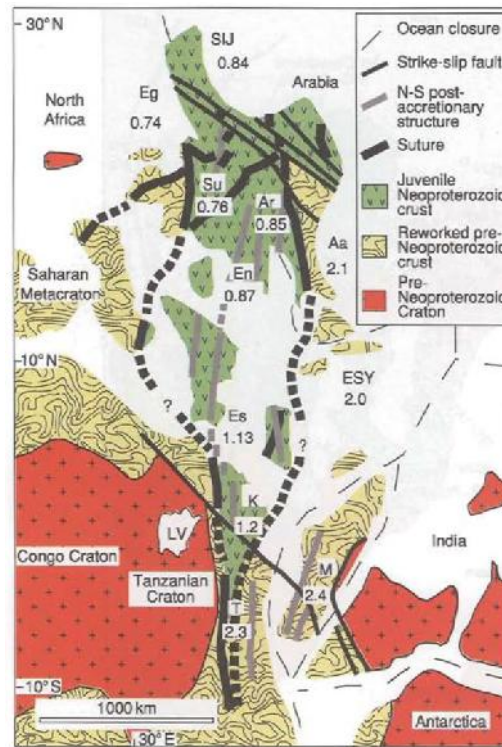 30°N
SIJ
0.84
Arabia
Eg
0.74
North
Africa
Su
0.76
Ar
0.85
Aa
2.1
En
0.87
Saharan
Metacraton
10°N
ESY
2.0
?
Es
1.13
?
K
1.2
LV
India
Congo Craton
Tanzanian
Craton
M
2.4
T
2.3
10°S
1000 km
30°E
Antarctica
Ocean closure
Strike-slip fault
N-S post-
accretionary
structure
Suture
Juvenile
Neoproterozoic
crust
Reworked pre-
Neoproterozoic
crust
Pre-
Neoproterozoic
Craton